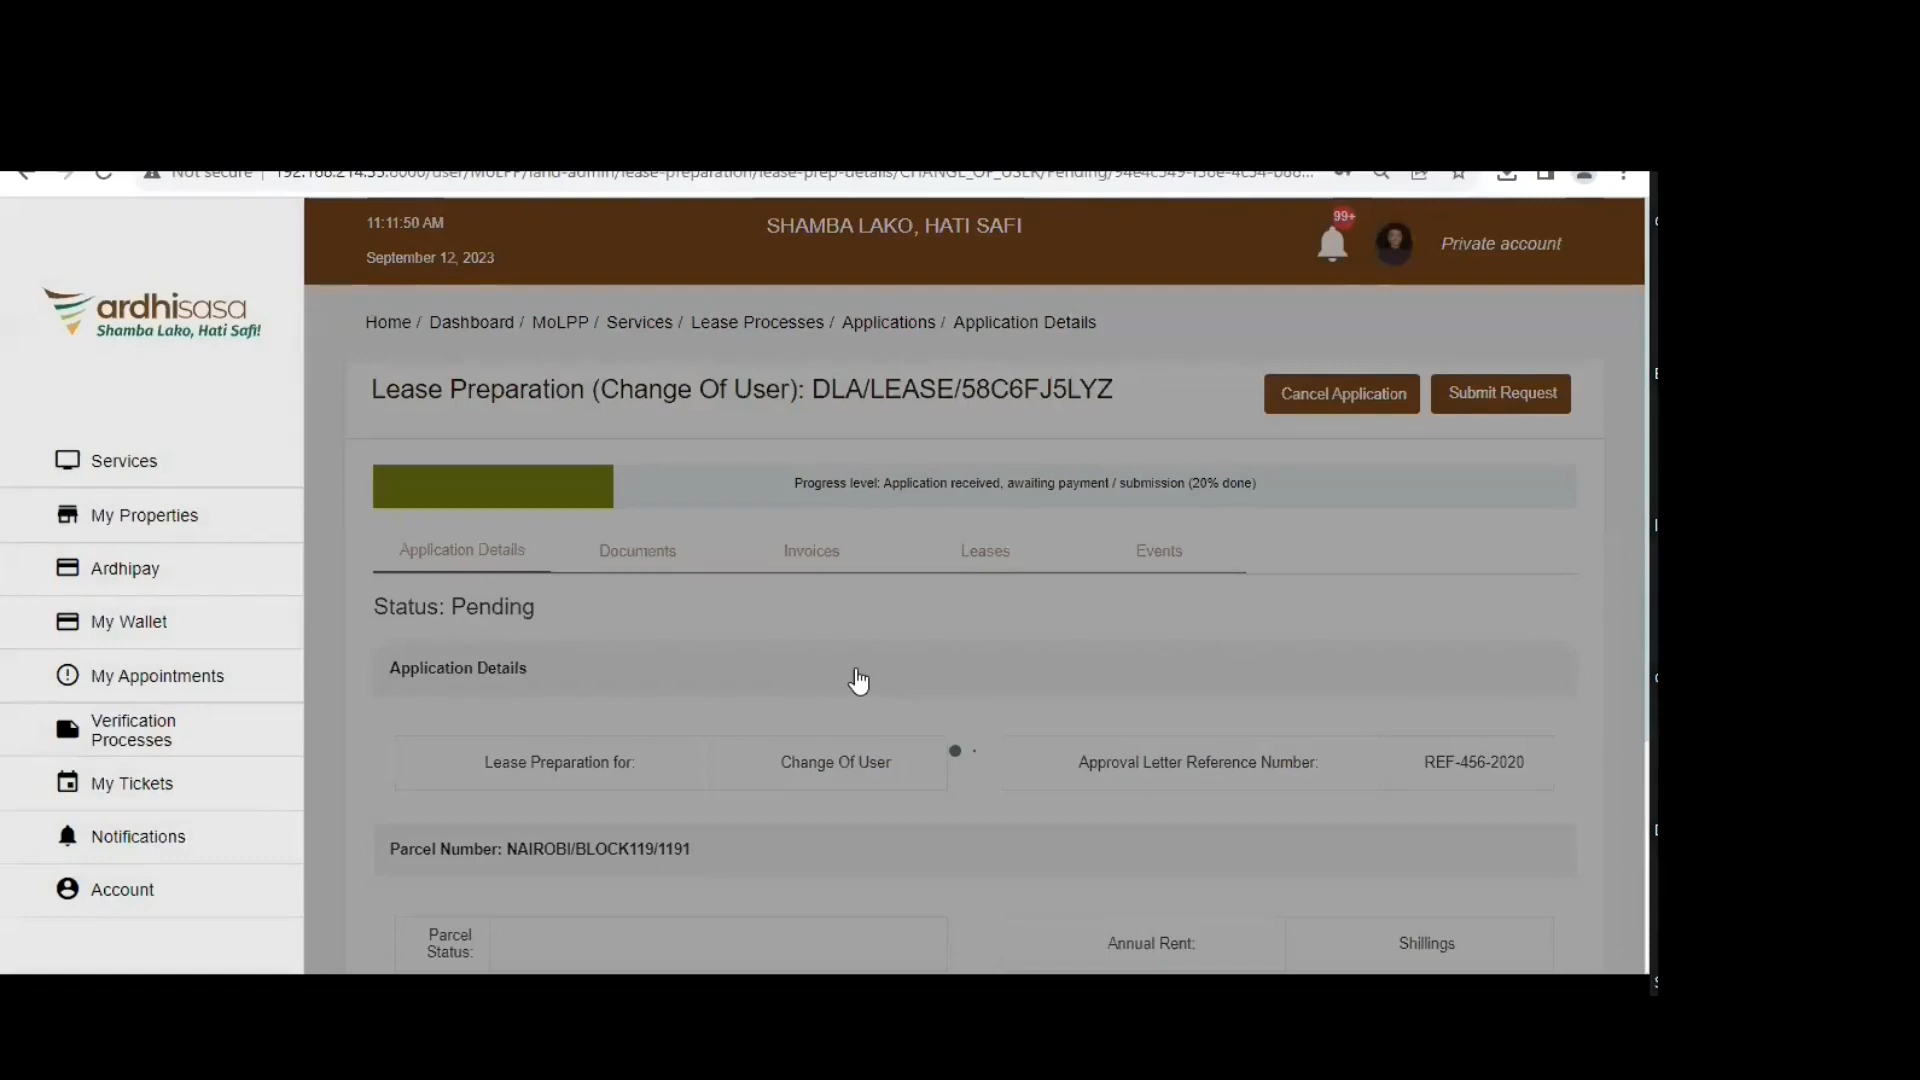 Not secure
11:11:50 AM
SHAMBA LAKO, HATI SAFI
99+
Private account
September 12, 2023
ardhisasa
Shamba Lako, Hati Safi!
Home / Dashboard / MoLPP / Services / Lease Processes / Applications / Application Details
Lease Preparation (Change Of User): DLA/LEASE/58C6FJ5LYZ
Cancel Application
Submit Request
Progress level: Application received, awaiting payment / submission (20% done)
Application Details
Documents
Invoices
Leases
Events
Status: Pending
Application Details
Lease Preparation for:
Change Of User
Approval Letter Reference Number:
REF-456-2020
Parcel Number: NAIROBI/BLOCK119/1191
Parcel
Status:
Annual Rent:
Shillings
Services
My Properties
Ardhipay
My Wallet
My Appointments
Verification
Processes
My Tickets
Notifications
Account